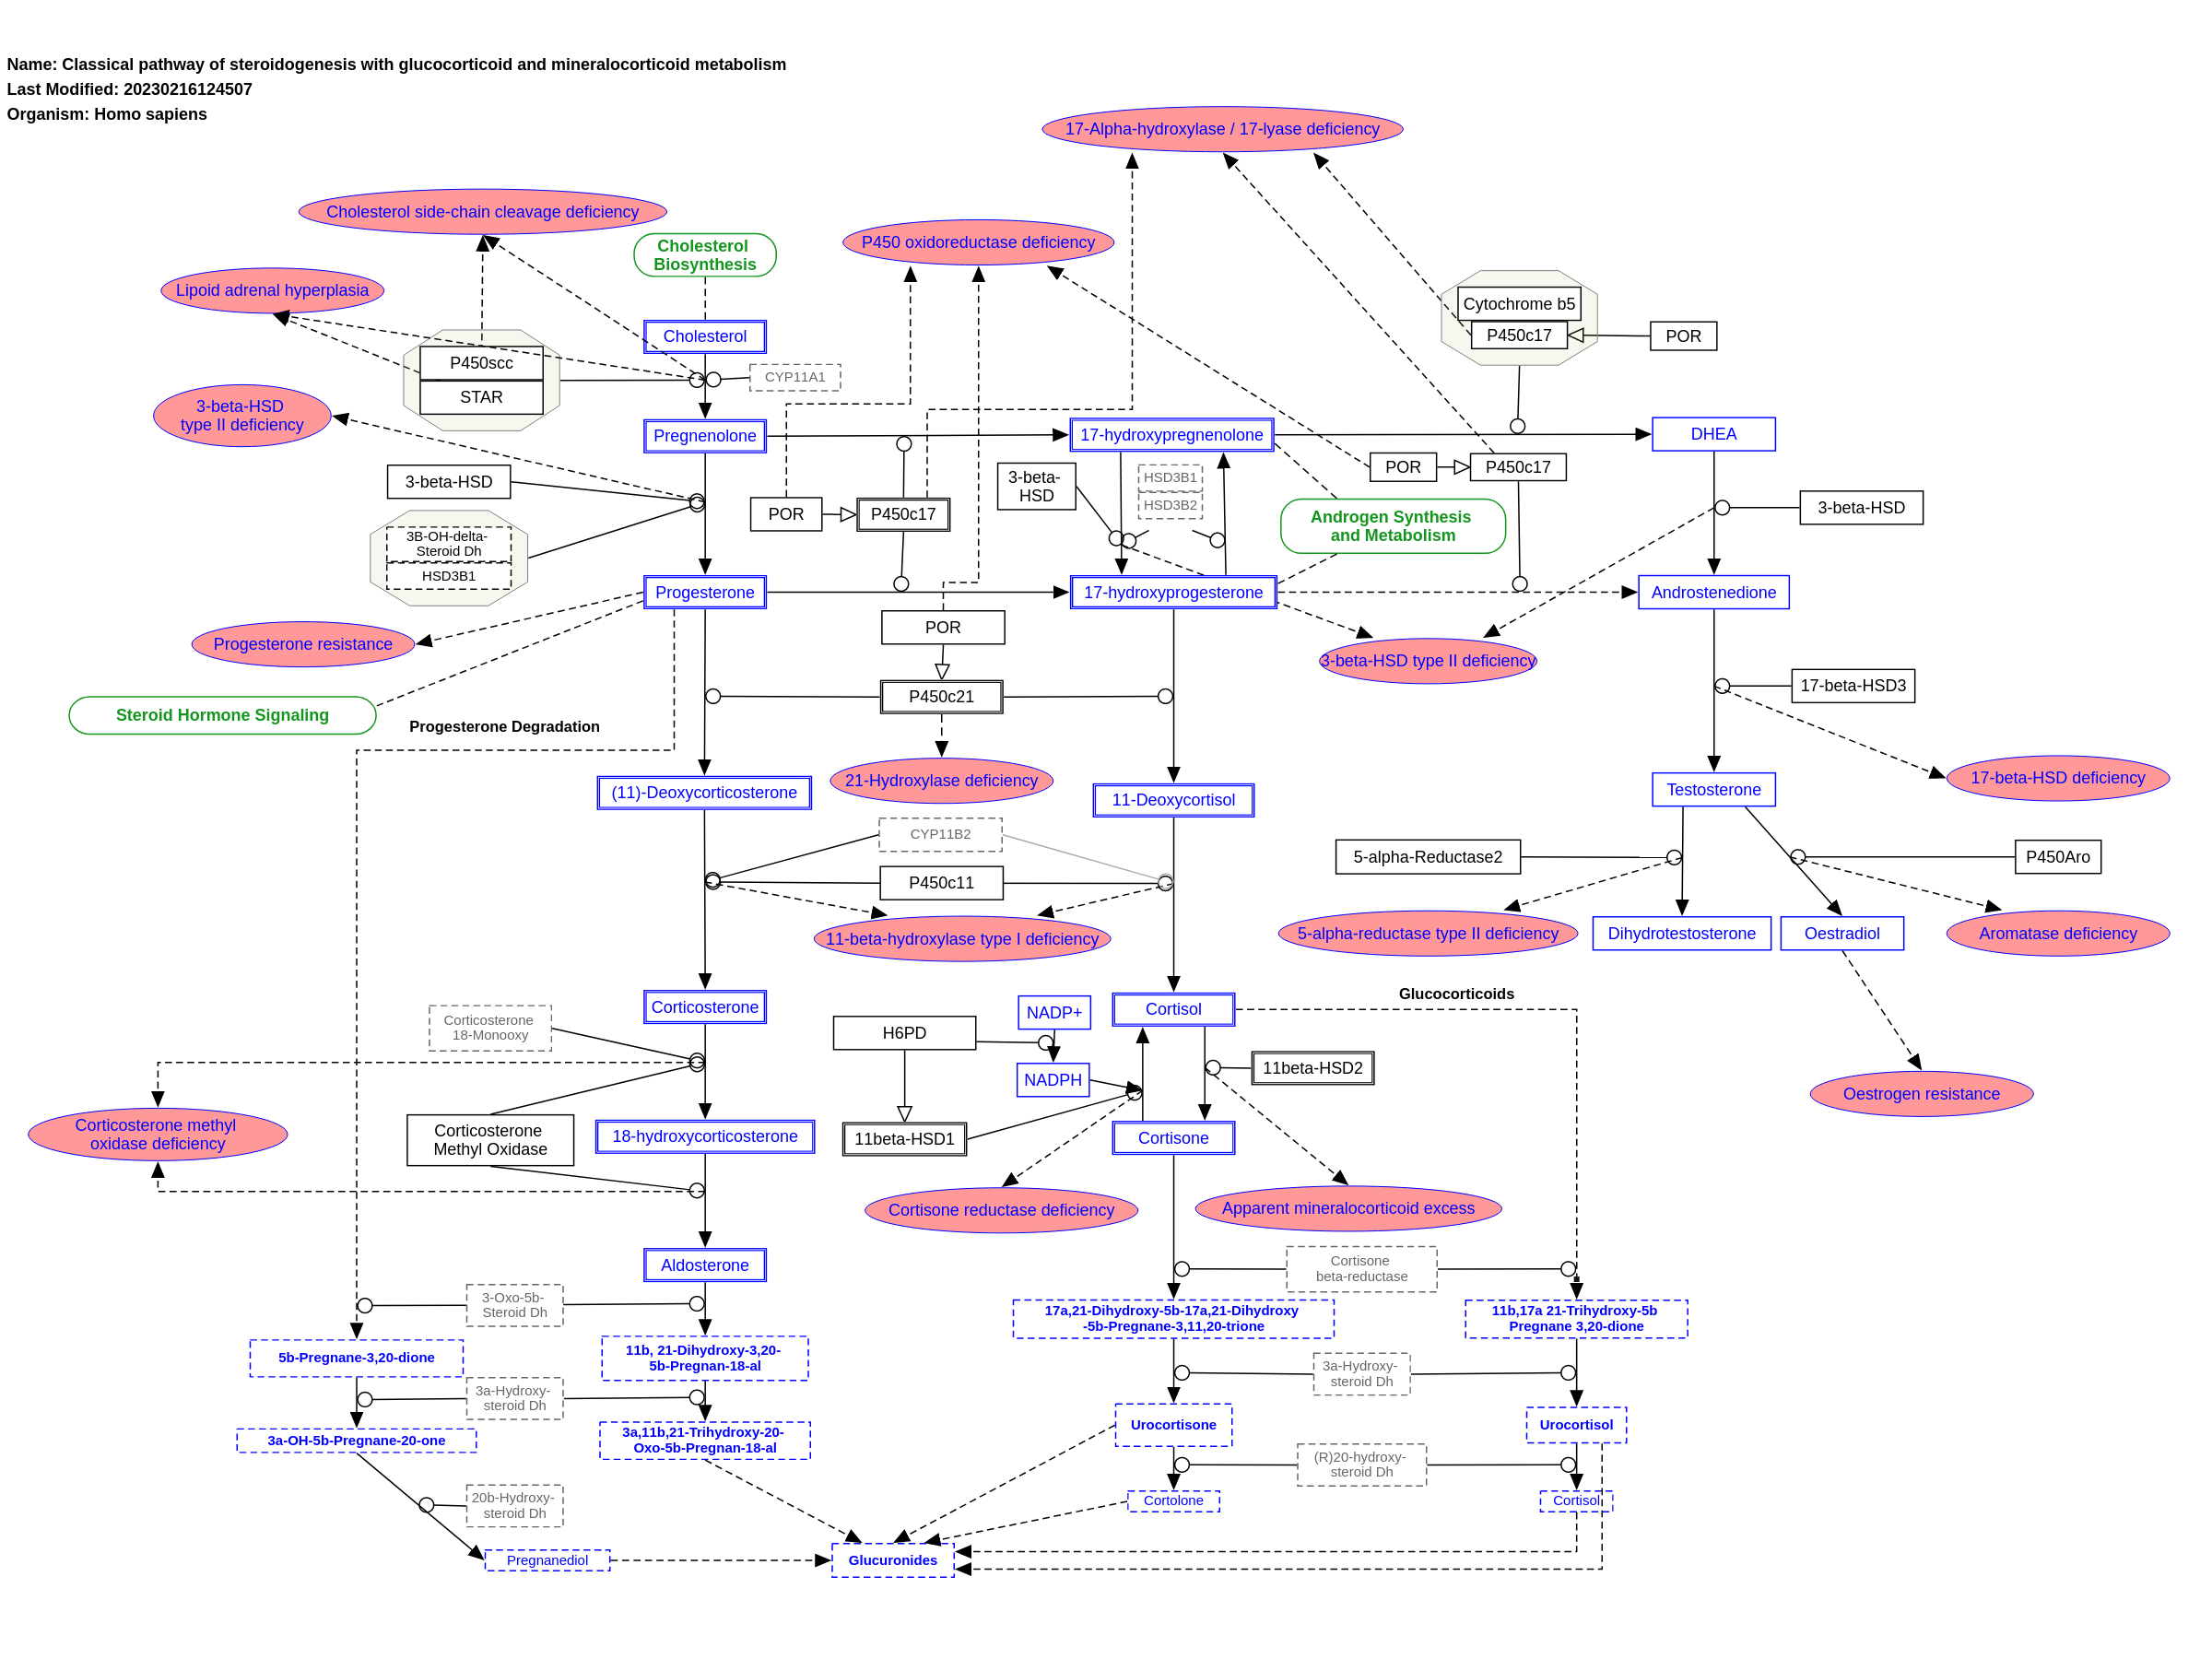 Name: Classical pathway of steroidogenesis with glucocorticoid and mineralocorticoid metabolism
Last Modified: 20230216124507
Organism: Homo sapiens
17-Alpha-hydroxylase / 17-lyase deficiency
Cholesterol side-chain cleavage deficiency
P450 oxidoreductase deficiency
Cholesterol
Biosynthesis
Lipoid adrenal hyperplasia
Cytochrome b5
P450c17
POR
Cholesterol
P450scc
STAR
CYP11A1
3-beta-HSD
type II deficiency
Pregnenolone
17-hydroxypregnenolone
DHEA
POR
P450c17
3-beta-HSD
3-beta-
HSD
HSD3B1
HSD3B2
3-beta-HSD
POR
P450c17
Androgen Synthesis
and Metabolism
3B-OH-delta-
Steroid Dh
HSD3B1
Progesterone
17-hydroxyprogesterone
Androstenedione
POR
Progesterone resistance
3-beta-HSD type II deficiency
P450c21
17-beta-HSD3
Steroid Hormone Signaling
Progesterone Degradation
21-Hydroxylase deficiency
17-beta-HSD deficiency
(11)-Deoxycorticosterone
11-Deoxycortisol
Testosterone
CYP11B2
5-alpha-Reductase2
P450Aro
P450c11
11-beta-hydroxylase type I deficiency
5-alpha-reductase type II deficiency
Dihydrotestosterone
Oestradiol
Aromatase deficiency
Glucocorticoids
Corticosterone
Cortisol
NADP+
H6PD
Corticosterone
18-Monooxy
11beta-HSD2
NADPH
Oestrogen resistance
Corticosterone methyl
oxidase deficiency
Corticosterone
Methyl Oxidase
18-hydroxycorticosterone
11beta-HSD1
Cortisone
Cortisone reductase deficiency
Apparent mineralocorticoid excess
Aldosterone
Cortisone
beta-reductase
3-Oxo-5b-
Steroid Dh
17a,21-Dihydroxy-5b-17a,21-Dihydroxy
-5b-Pregnane-3,11,20-trione
11b,17a 21-Trihydroxy-5b
Pregnane 3,20-dione
5b-Pregnane-3,20-dione
11b, 21-Dihydroxy-3,20-
5b-Pregnan-18-al
3a-Hydroxy-
steroid Dh
3a-Hydroxy-
steroid Dh
3a-OH-5b-Pregnane-20-one
3a,11b,21-Trihydroxy-20-
Oxo-5b-Pregnan-18-al
Urocortisone
Urocortisol
(R)20-hydroxy-
steroid Dh
20b-Hydroxy-
steroid Dh
Cortolone
Cortisol
Pregnanediol
Glucuronides